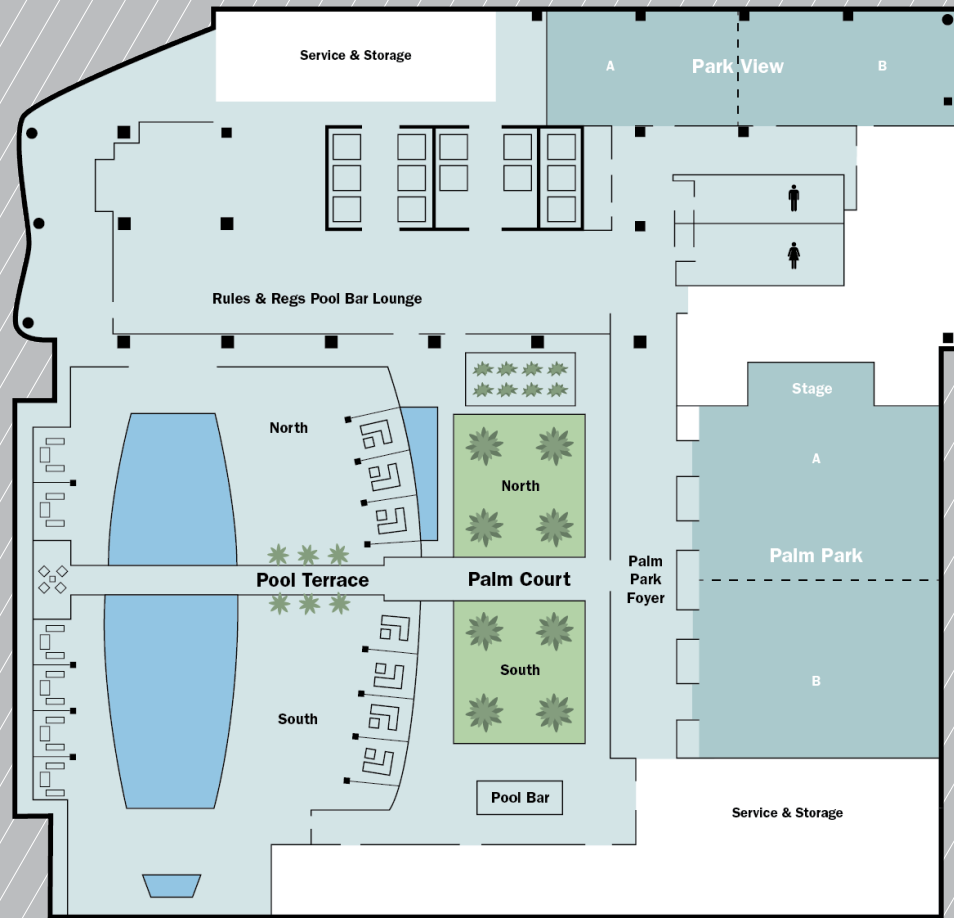 Service & Storage
A
Park View
B
Rules & Regs Pool Bar Lounge
Stage
North
A
North
Palm Park
Palm
Park
Foyer
Pool Terrace
Palm Court
South
B
South
Pool Bar
Service & Storage